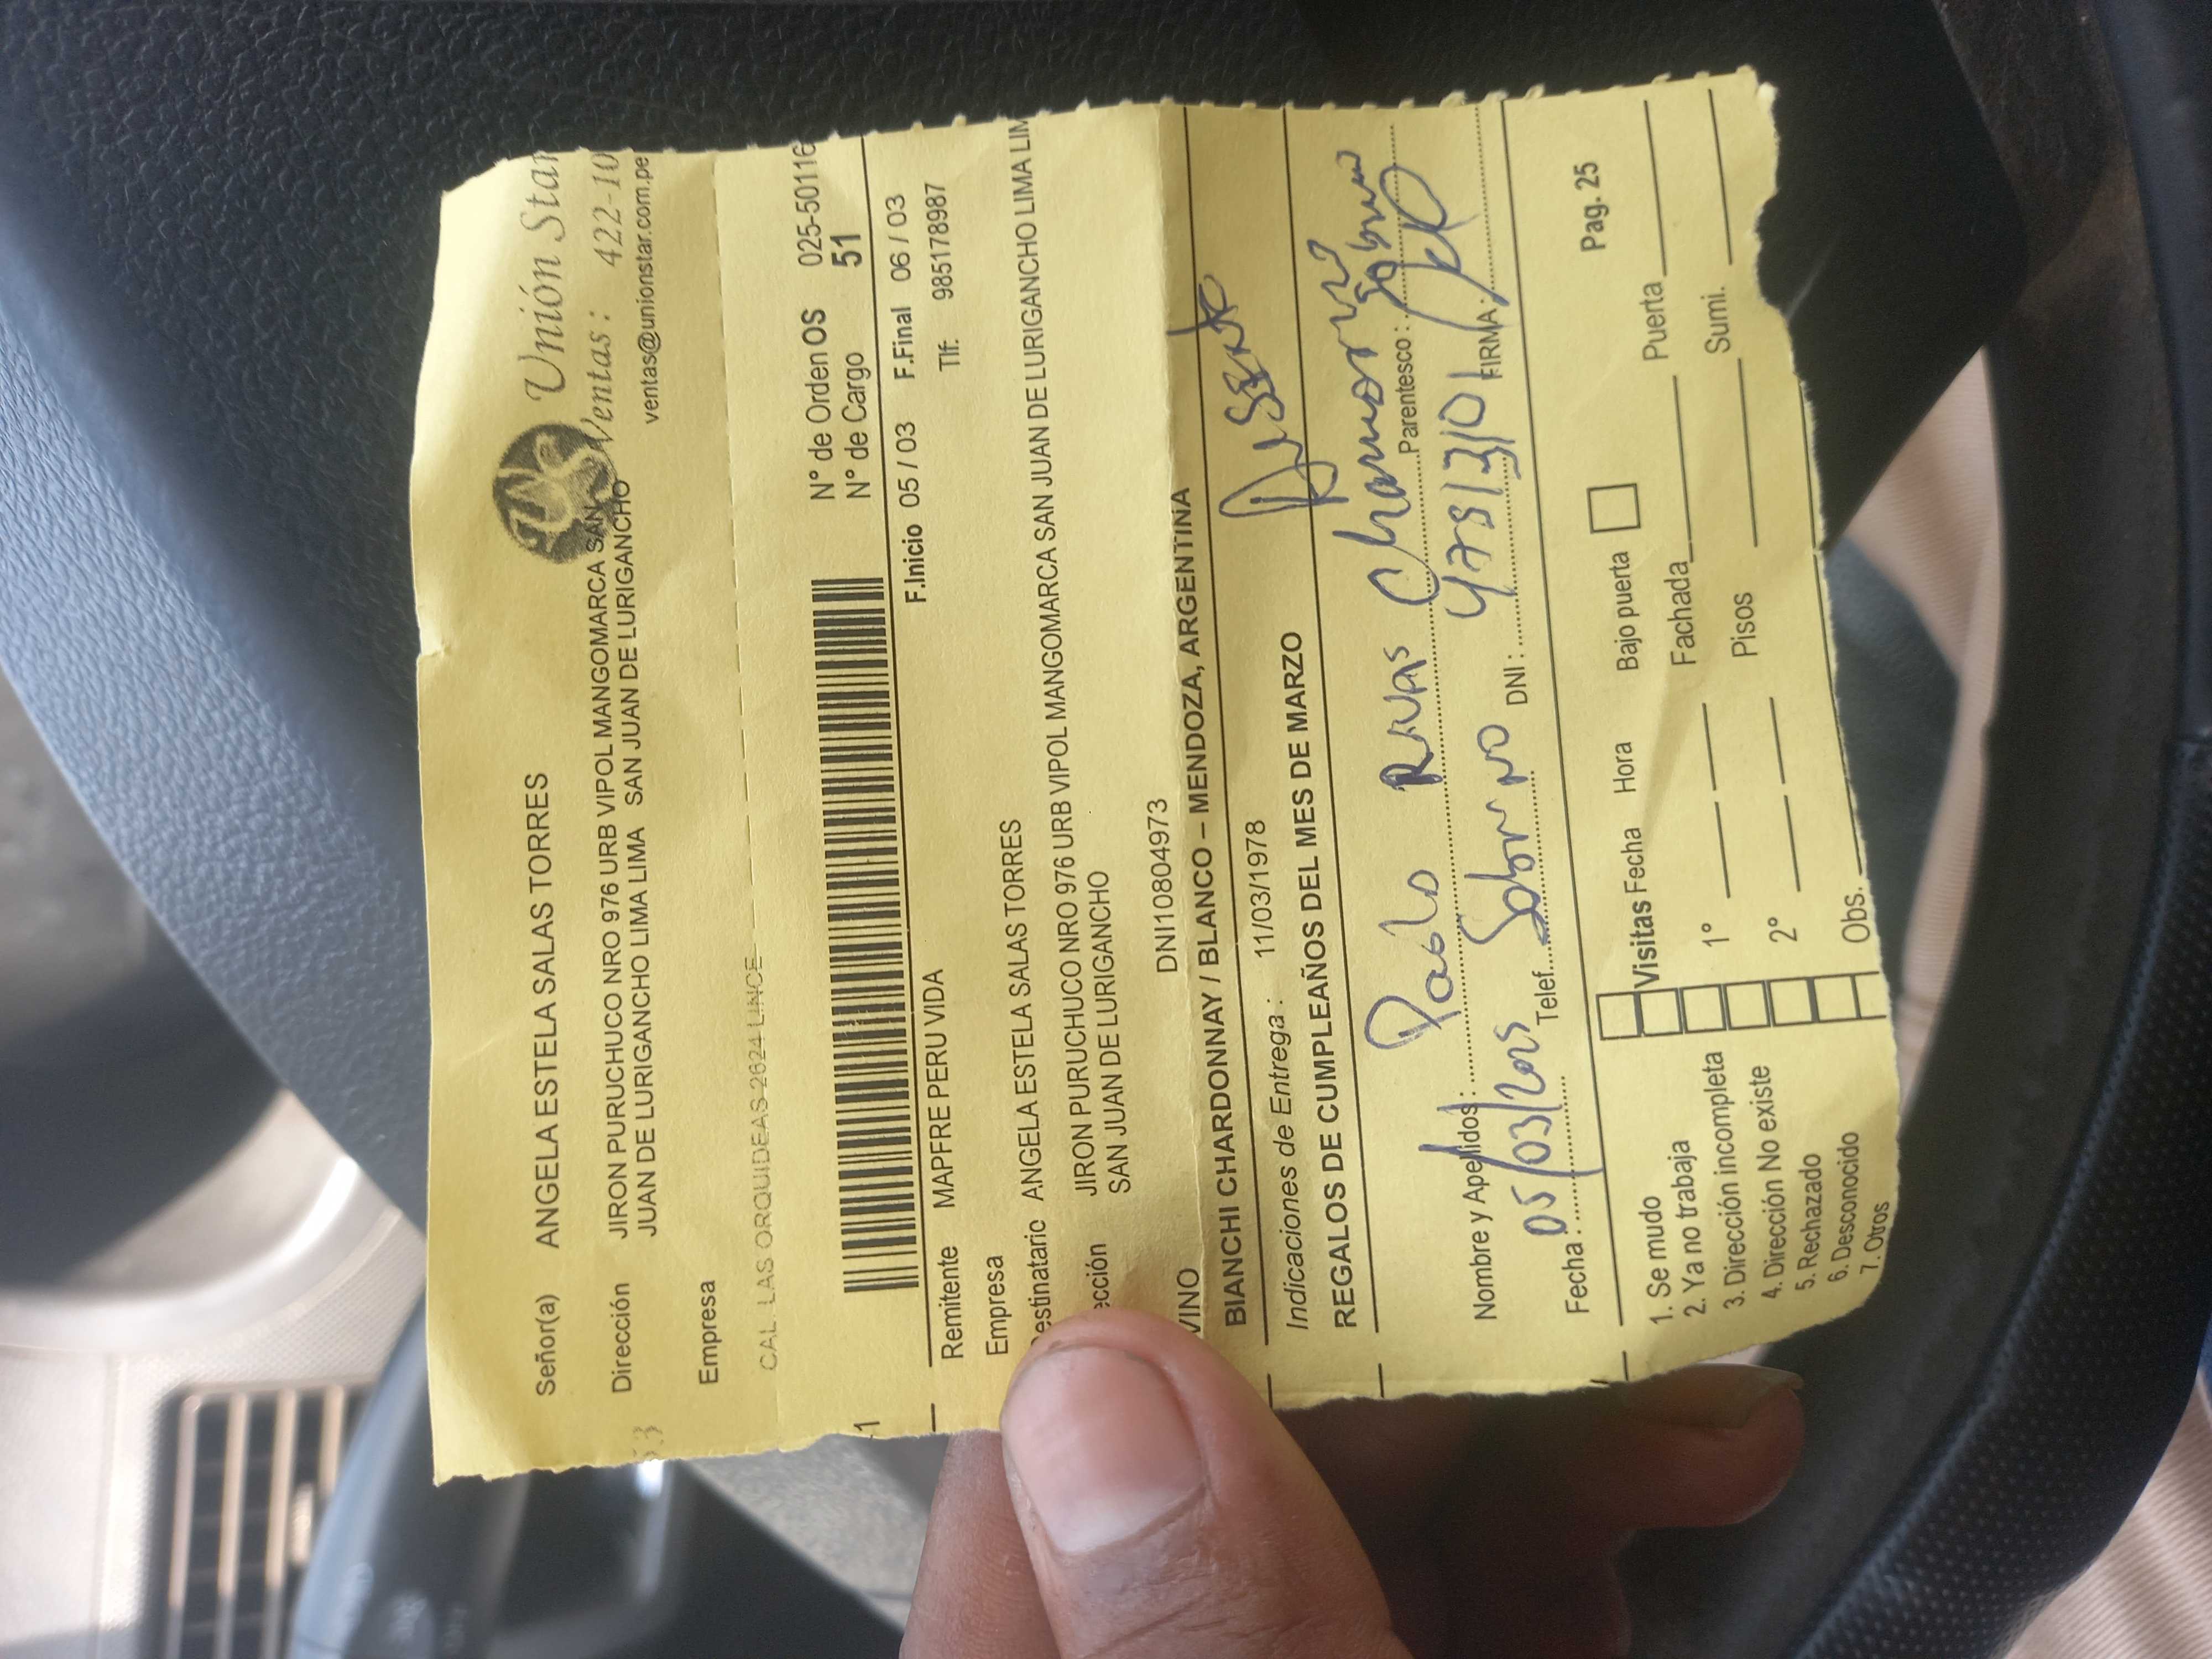 Señor(a) ANGELA ESTELA SALAS TORRES
Unión Star
Dirección JIRON PURUCHUCO NRO 976 URB VIPOL MANGOMARCA SAN
Ventas: 422-10
JUAN DE LURIGANCHO LIMA LIMA SAN JUAN DE LURIGANCHO
ventas@unionstar.com.pe
Empresa
CAL LAS ORQUIDEAS 2624 LINCE
N° de Orden OS 025-50116
1
N° de Cargo 51
F.Inicio 05 / 03 F.Final 06 / 03
Remitente MAPFRE PERU VIDA
Tlf: 985178987
Empresa
estinatario ANGELA ESTELA SALAS TORRES
ección JIRON PURUCHUCO NRO 976 URB VIPOL MANGOMARCA SAN JUAN DE LURIGANCHO LIMA LIM
SAN JUAN DE LURIGANCHO
DNI10804973
VINO
BIANCHI CHARDONNAY / BLANCO – MENDOZA, ARGENTINA
Indicaciones de Entrega : 11/03/1978
REGALOS DE CUMPLEAÑOS DEL MES DE MARZO
Nombre y Apellidos : Pablo Rivas Parentesco : Sobrino
Fecha : 05/03/2025 Telef. Sobrino DNI : FIRMA:
Pag. 25
1. Se mudo Visitas Fecha Hora Bajo puerta Puerta
2. Ya no trabaja 1° Fachada Sumi.
3. Dirección incompleta 2° Pisos
4. Dirección No existe
5. Rechazado Obs.
6. Desconocido
7. Otros